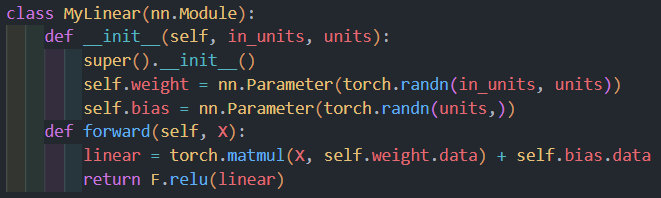 class MyLinear(nn.Module):
    def __init__(self, in_units, units):
        super().__init__()
        self.weight = nn.Parameter(torch.randn(in_units, units))
        self.bias = nn.Parameter(torch.randn(units,))
    def forward(self, X):
        linear = torch.matmul(X, self.weight.data) + self.bias.data
        return F.relu(linear)